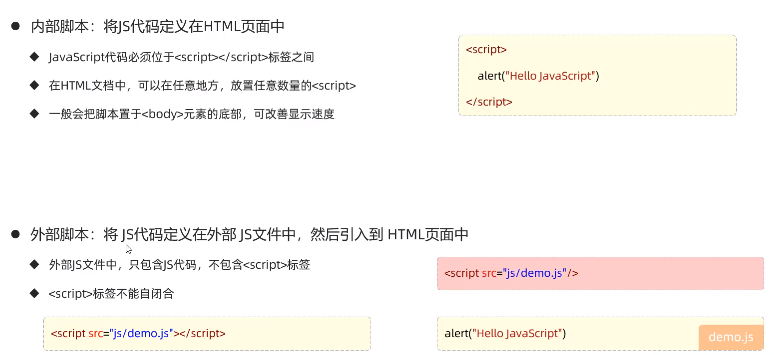 ● 内部脚本：将JS代码定义在HTML页面中
◆ JavaScript代码必须位于<script></script>标签之间
◆ 在HTML文档中，可以在任意地方，放置任意数量的<script>
◆ 一般会把脚本置于<body>元素的底部，可改善显示速度
<script>
alert("Hello JavaScript")
</script>
● 外部脚本：将 JS代码定义在外部 JS文件中，然后引入到 HTML页面中
◆ 外部JS文件中，只包含JS代码，不包含<script>标签
◆ <script>标签不能自闭合
<script src="js/demo.js"/>
<script src="js/demo.js"></script>
alert("Hello JavaScript")
demo.js